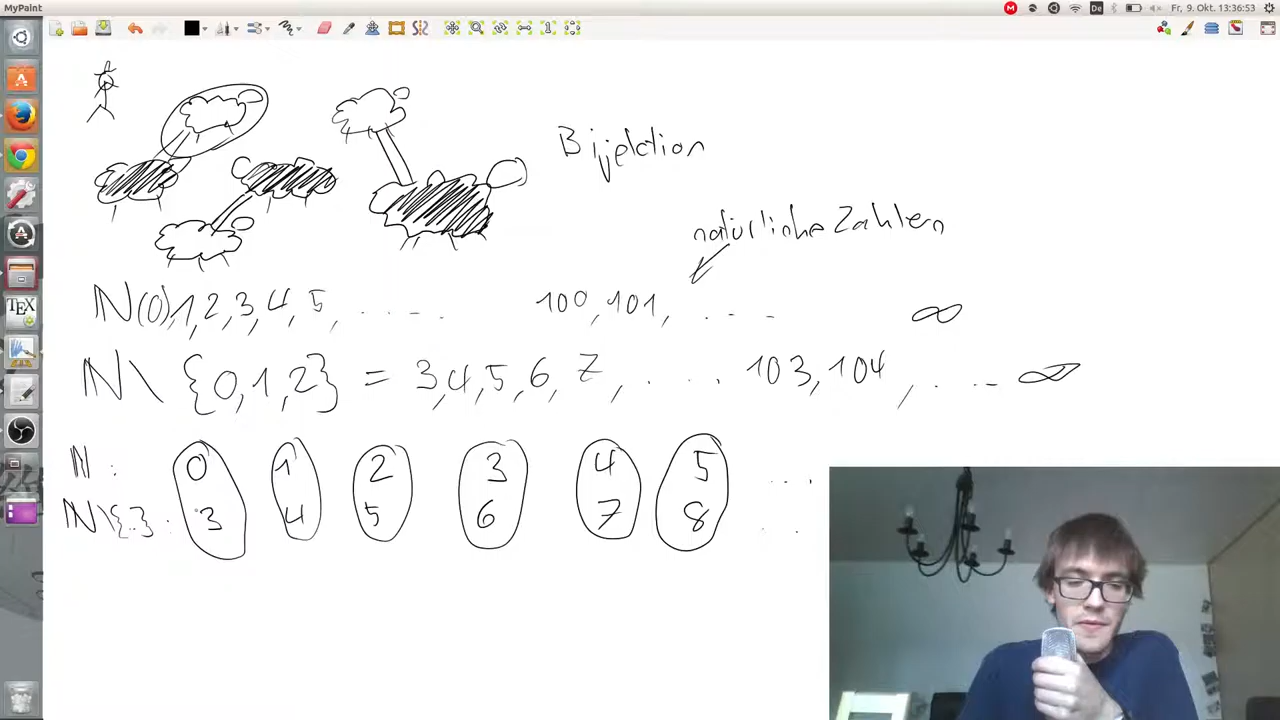 MyPaint
De
Fr, 9. Okt. 13:36:53
Bijektion
natürliche Zahlen
ℕ(0),1,2,3,4,5, ..... 100,101, .... ∞
ℕ\{0,1,2} = 3,4,5,6,7, .... 103,104, .... ∞
ℕ: 0 1 2 3 4 5 ...
ℕ\{..}: 3 4 5 6 7 8 ...
TEX